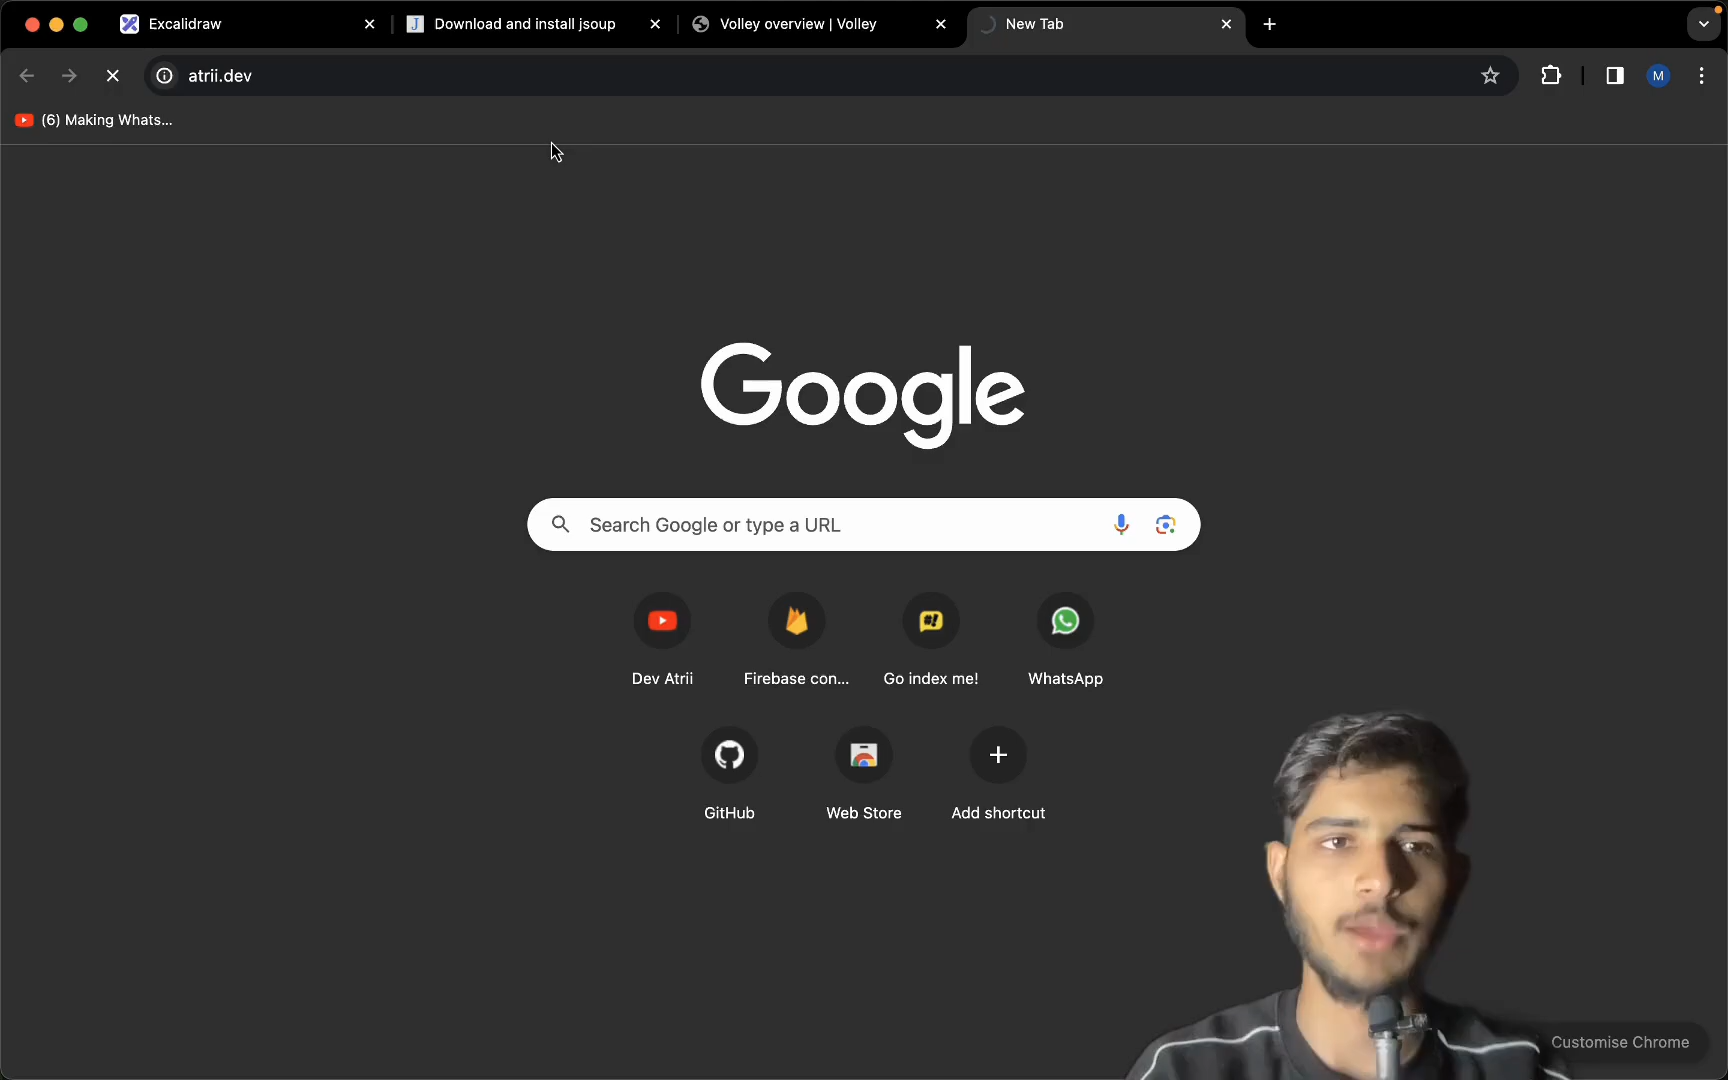 Excalidraw
Download and install jsoup
Volley overview | Volley
New Tab
atrii.dev
M
(6) Making Whats...
Google
Search Google or type a URL
Dev Atrii
Firebase con...
#!
Go index me!
WhatsApp
GitHub
Web Store
Add shortcut
Customise Chrome